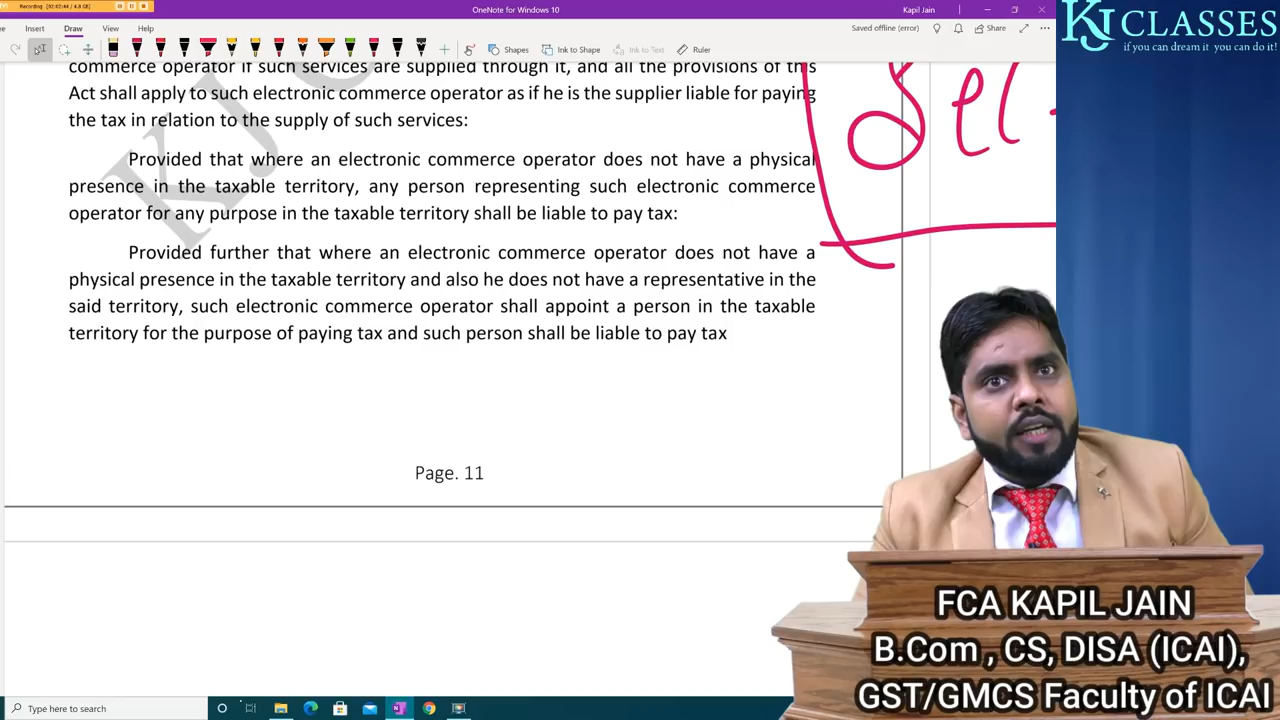 Recording [02:02:44 / 4.8 GB]
OneNote for Windows 10
Kapil Jain
Insert Draw View Help
Saved offline (error) Share
Shapes Ink to Shape Ink to Text Ruler
KJ CLASSES
if you can dream it you can do it!
commerce operator if such services are supplied through it, and all the provisions of this
Act shall apply to such electronic commerce operator as if he is the supplier liable for paying
the tax in relation to the supply of such services:
Provided that where an electronic commerce operator does not have a physical
presence in the taxable territory, any person representing such electronic commerce
operator for any purpose in the taxable territory shall be liable to pay tax:
Provided further that where an electronic commerce operator does not have a
physical presence in the taxable territory and also he does not have a representative in the
said territory, such electronic commerce operator shall appoint a person in the taxable
territory for the purpose of paying tax and such person shall be liable to pay tax
Page. 11
FCA KAPIL JAIN
B.Com , CS, DISA (ICAI),
GST/GMCS Faculty of ICAI
Type here to search